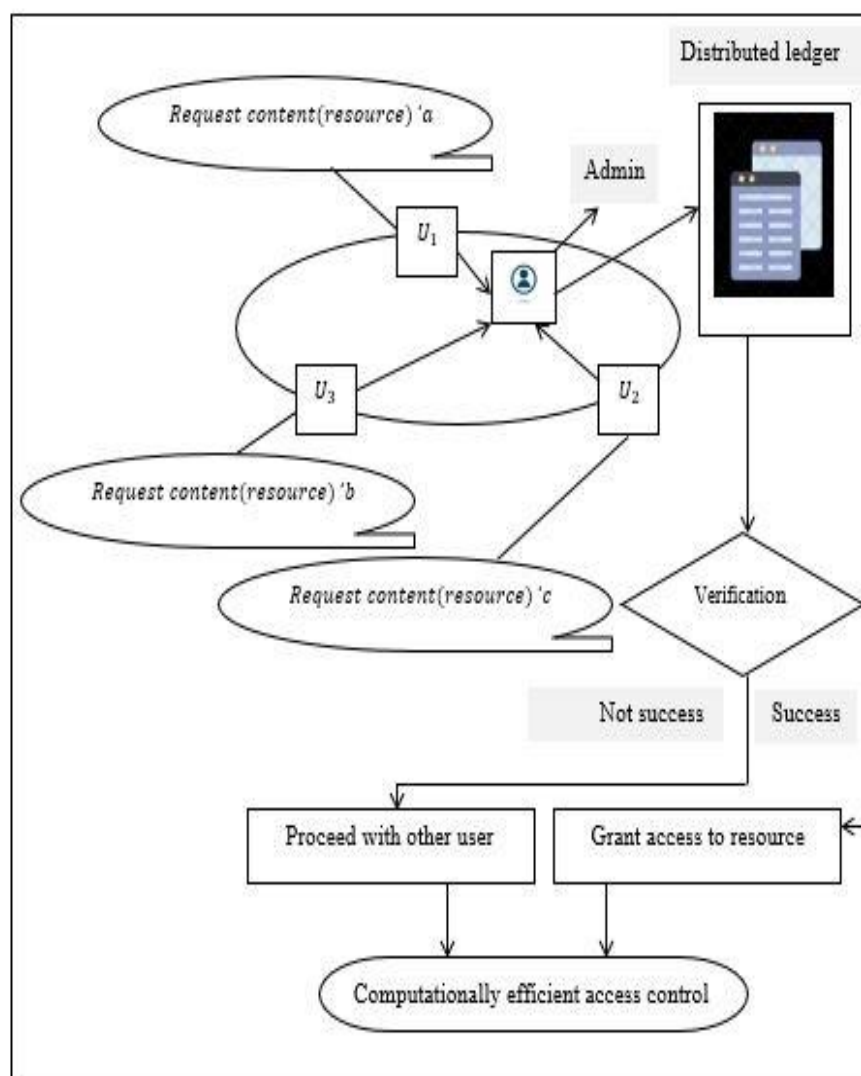 Distributed ledger
Request content(resource) ‘a
Admin
U₁
U₃
U₂
Request content(resource) ‘b
Request content(resource) ‘c
Verification
Not success
Success
Proceed with other user
Grant access to resource
Computationally efficient access control